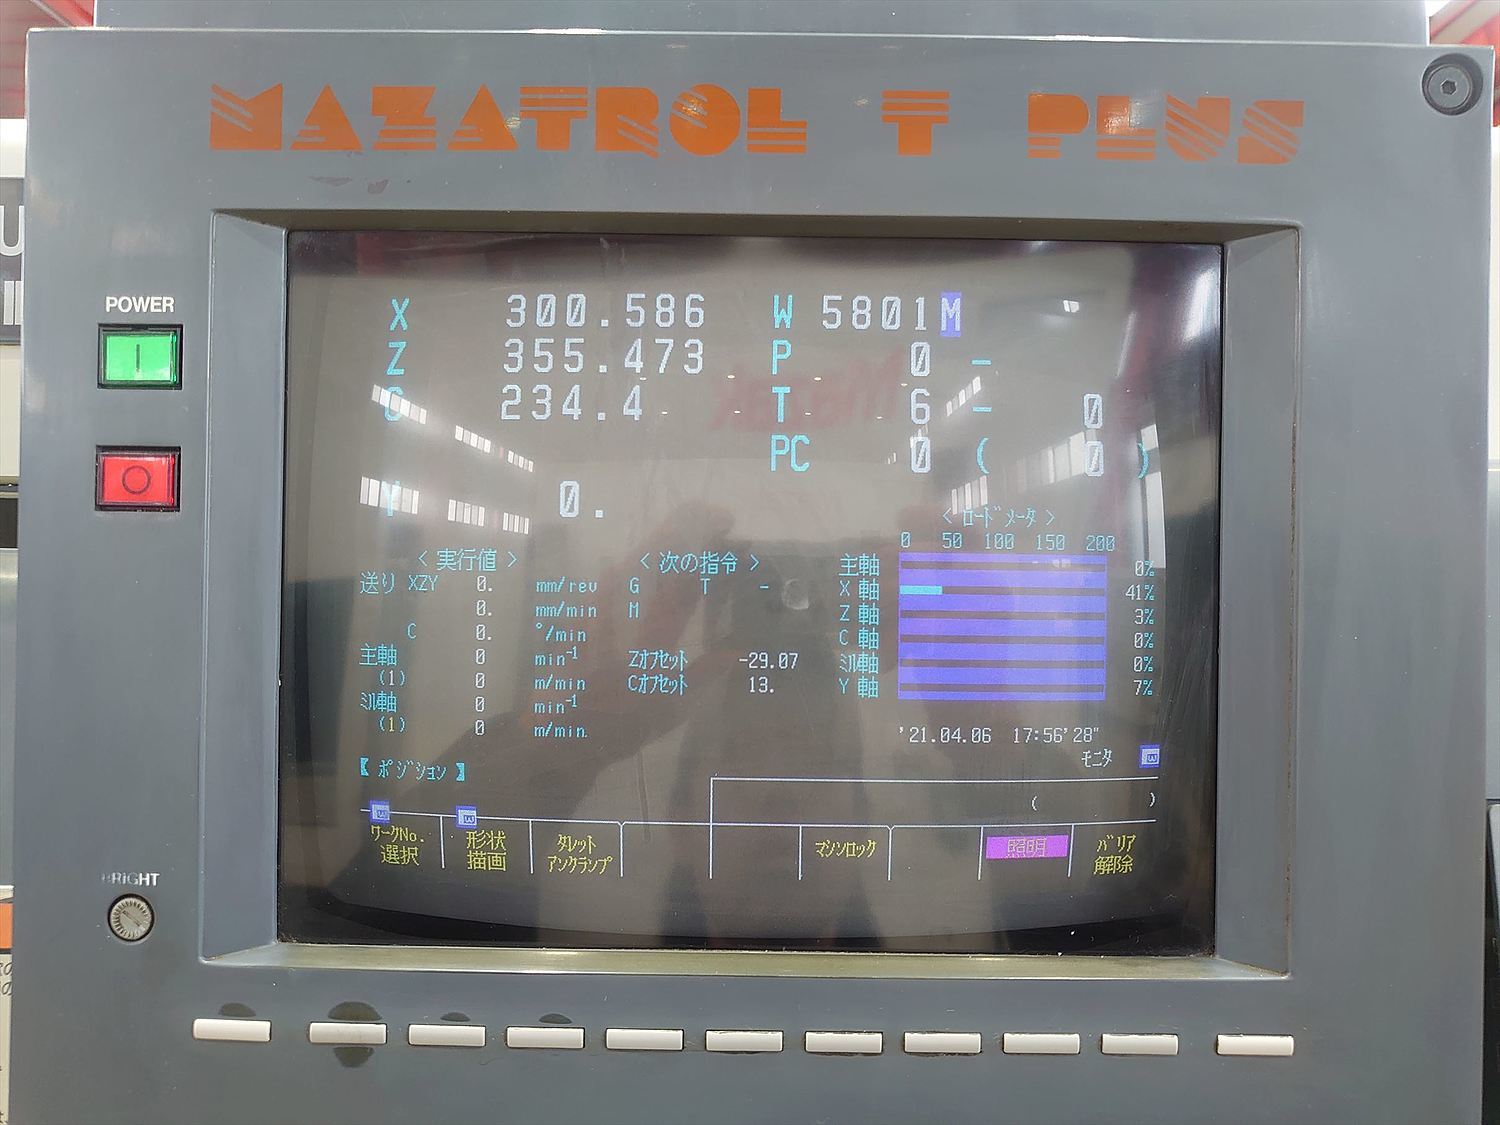 MAZATROL T PLUS
POWER
X 300.586 W 5801M
Z 355.473 P 0 -
C 234.4 T 6 - 0
PC 0 ( 0 )
Y 0.
< ロードメータ >
0 50 100 150 200
< 実行値 > < 次の指令 > 主軸 0%
送り XZY 0. mm/rev G T - X 軸 41%
0. mm/min M Z 軸 3%
C 0. °/min C 軸 0%
主軸 0 min⁻¹ Zオフセット -29.07 ミル軸 0%
(1) 0 m/min Cオフセット 13. Y 軸 7%
ミル軸 0 min⁻¹
(1) 0 m/min
'21.04.06 17:56'28"
モニタ W
【 ポジション 】
( )
W W
ワークNo. 選択
形状 描画
タレット アンクランプ
マシンロック
照明
バリア 解除
BRiGHT